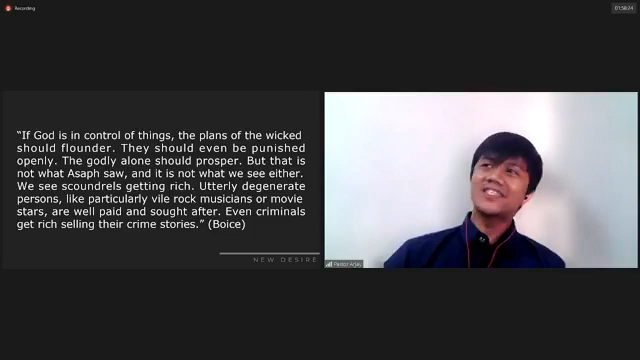 Recording
01:58:24
“If God is in control of things, the plans of the wicked
should flounder. They should even be punished
openly. The godly alone should prosper. But that is
not what Asaph saw, and it is not what we see either.
We see scoundrels getting rich. Utterly degenerate
persons, like particularly vile rock musicians or movie
stars, are well paid and sought after. Even criminals
get rich selling their crime stories.” (Boice)
NEW DESIRE
Pastor Arjay